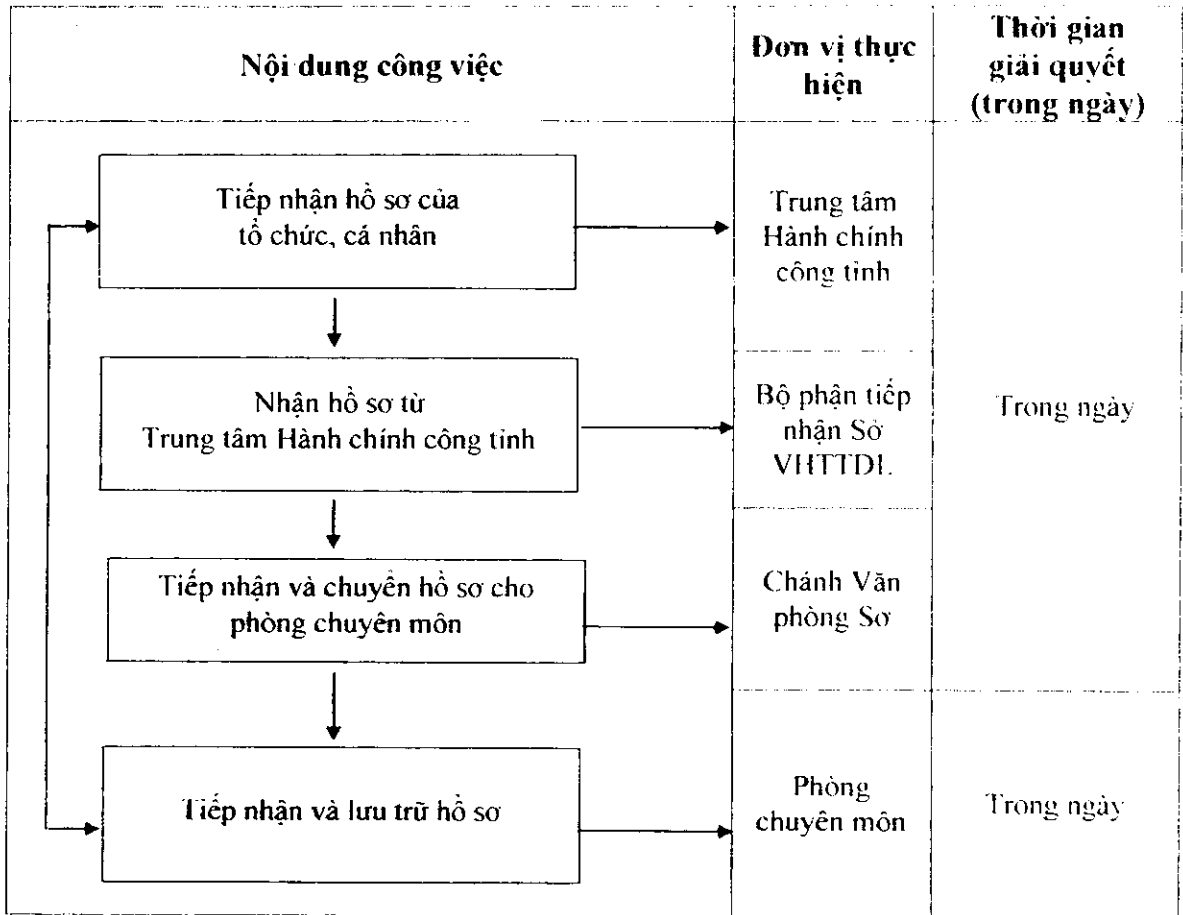 Nội dung công việc
Đơn vị thực
hiện
Thời gian
giải quyết
(trong ngày)
Tiếp nhận hồ sơ của
tổ chức, cá nhân
Trung tâm
Hành chính
công tỉnh
Nhận hồ sơ từ
Trung tâm Hành chính công tỉnh
Bộ phận tiếp
nhận Sở
VHTTDL
Trong ngày
Tiếp nhận và chuyển hồ sơ cho
phòng chuyên môn
Chánh Văn
phòng Sơ
Tiếp nhận và lưu trữ hồ sơ
Phòng
chuyên môn
Trong ngày